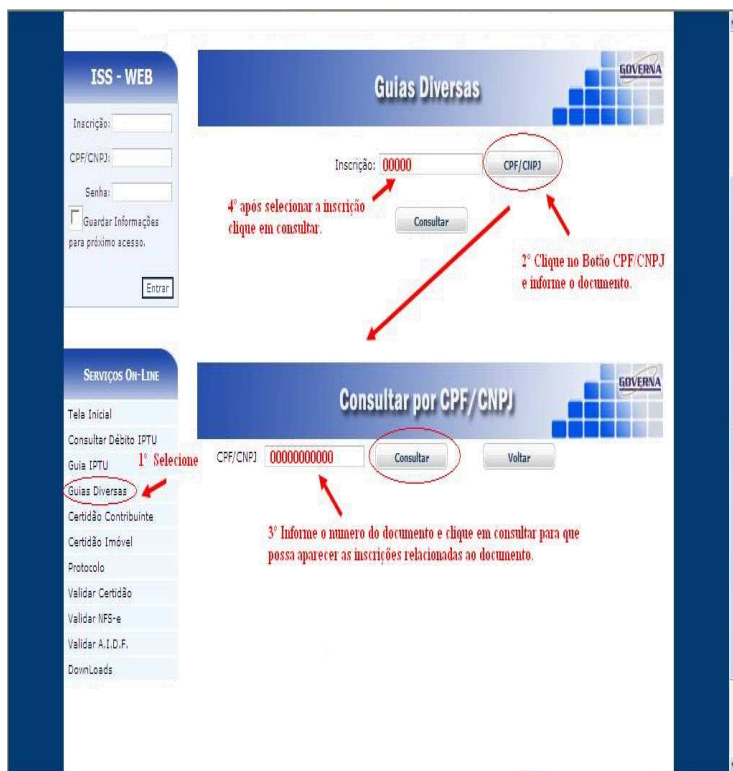 ISS - WEB
Inscrição:
CPF/CNPJ:
Senha:
Guardar Informações
para próximo acesso.
Entrar
Guias Diversas
GOVERNA
Inscrição: 00000
CPF/CNPJ
4º após selecionar a inscrição
clique em consultar.
Consultar
2º Clique no Botão CPF/CNPJ
e informe o documento.
Serviços On-Line
Tela Inicial
Consultar Débito IPTU
Guia IPTU
1º Selecione
Guias Diversas
Certidão Contribuinte
Certidão Imóvel
Protocolo
Validar Certidão
Validar NFS-e
Validar A.I.D.F.
DownLoads
Consultar por CPF/CNPJ
GOVERNA
CPF/CNPJ 00000000000
Consultar
Voltar
3º Informe o numero do documento e clique em consultar para que
possa aparecer as inscrições relacionadas ao documento.